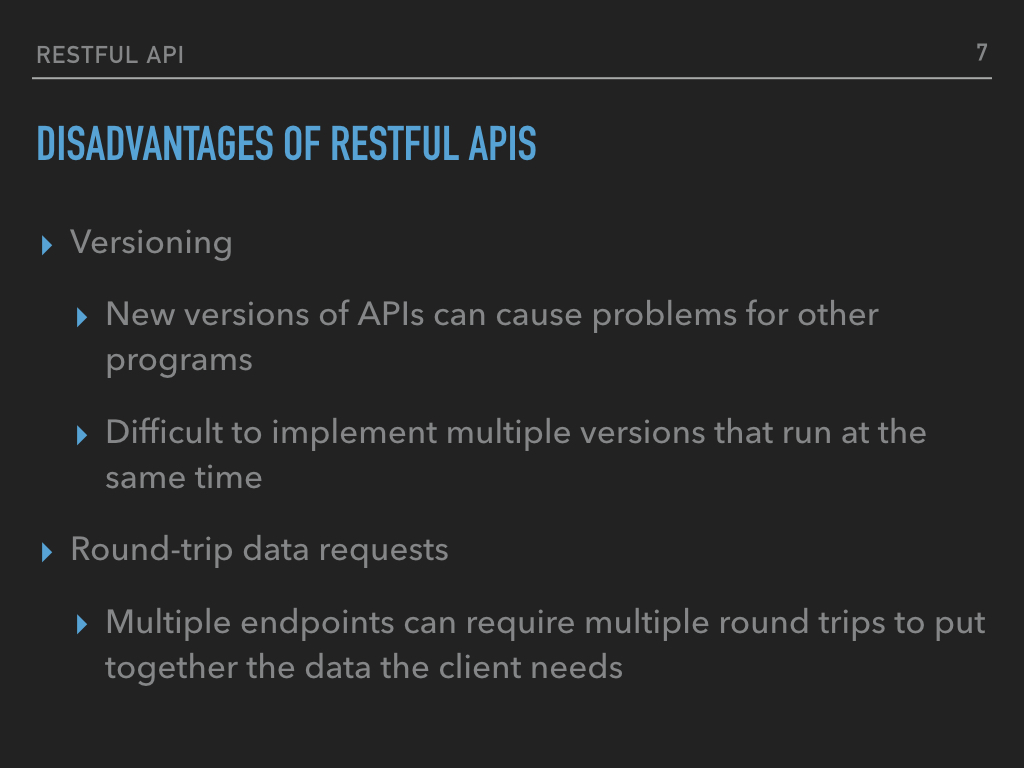 RESTFUL API
7
DISADVANTAGES OF RESTFUL APIS
Versioning
New versions of APIs can cause problems for other
programs
Difficult to implement multiple versions that run at the
same time
Round-trip data requests
Multiple endpoints can require multiple round trips to put
together the data the client needs